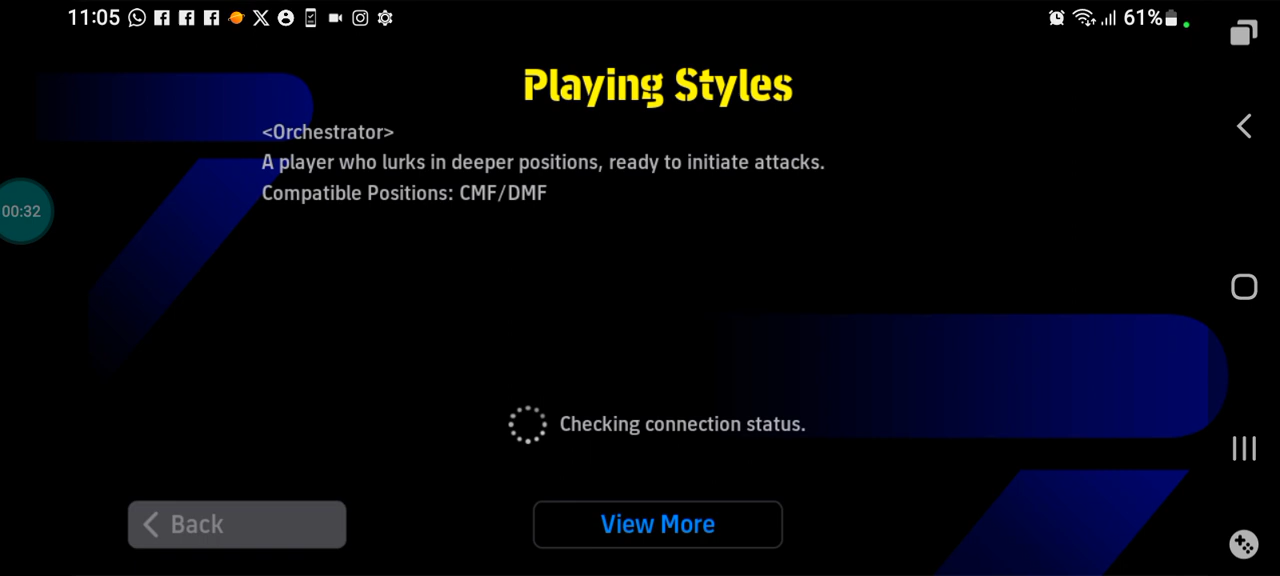 11:05
61%
Playing Styles
<Orchestrator>
A player who lurks in deeper positions, ready to initiate attacks.
Compatible Positions: CMF/DMF
00:32
Checking connection status.
Back
View More